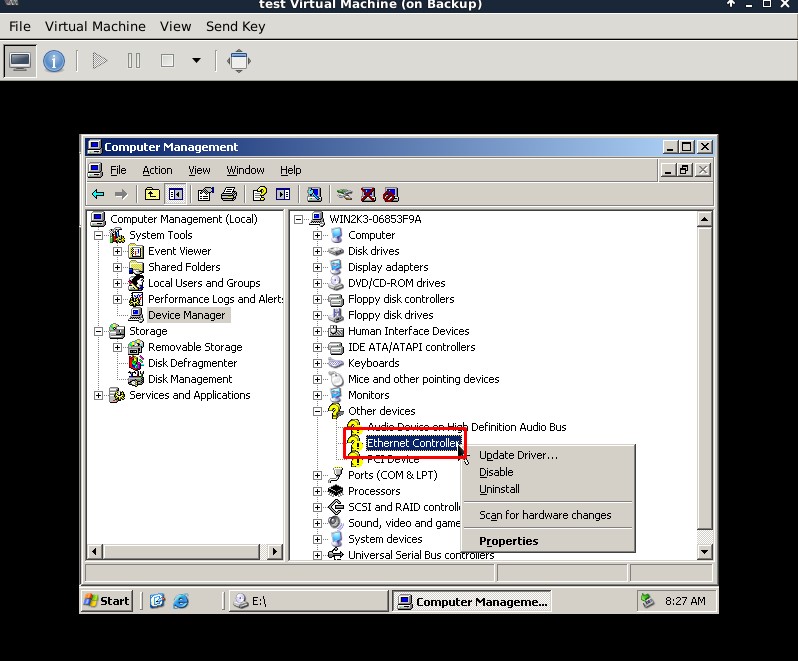 test Virtual Machine (on Backup)
File Virtual Machine View Send Key
Computer Management
File Action View Window Help
Computer Management (Local)
System Tools
Event Viewer
Shared Folders
Local Users and Groups
Performance Logs and Alerts
Device Manager
Storage
Removable Storage
Disk Defragmenter
Disk Management
Services and Applications
WIN2K3-06853F9A
Computer
Disk drives
Display adapters
DVD/CD-ROM drives
Floppy disk controllers
Floppy disk drives
Human Interface Devices
IDE ATA/ATAPI controllers
Keyboards
Mice and other pointing devices
Monitors
Other devices
Audio Device on High Definition Audio Bus
Ethernet Controller
PCI Device
Ports (COM & LPT)
Processors
SCSI and RAID controlle
Sound, video and game
System devices
Universal Serial Bus controllers
Update Driver...
Disable
Uninstall
Scan for hardware changes
Properties
Start E:\ Computer Manageme... 8:27 AM